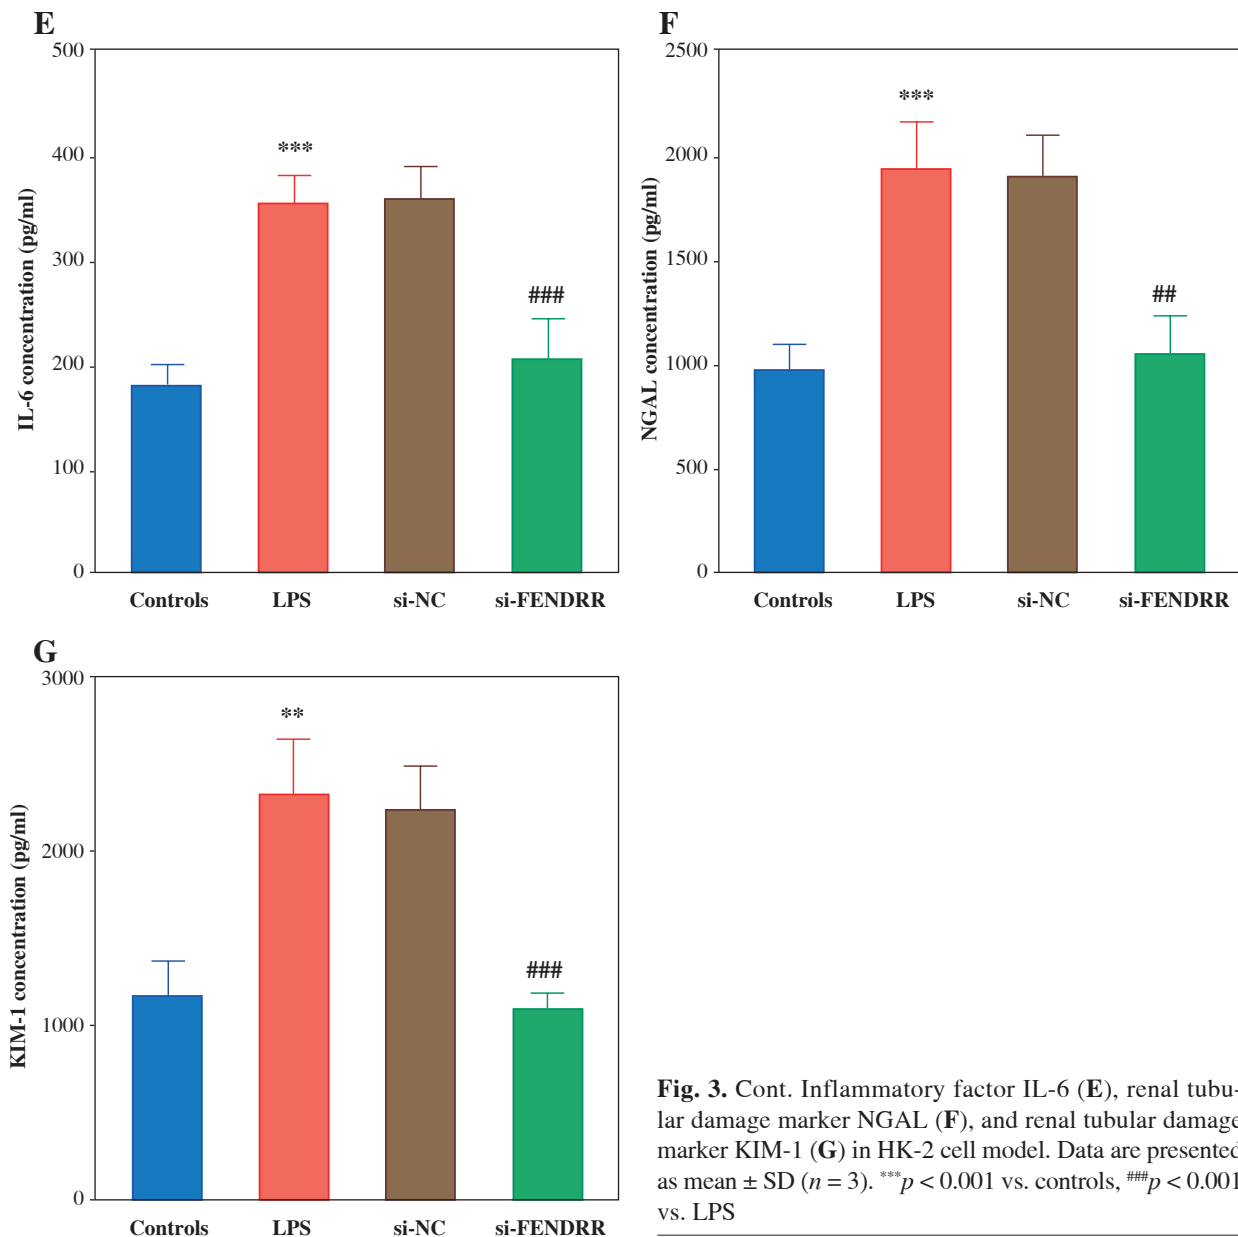 E
500
400
300
200
100
0
IL-6 concentration (pg/ml)
***
###
Controls LPS si-NC si-FENDRR
F
2500
2000
1500
1000
500
0
NGAL concentration (pg/ml)
***
##
Controls LPS si-NC si-FENDRR
G
3000
2000
1000
0
KIM-1 concentration (pg/ml)
**
###
Controls LPS si-NC si-FENDRR
Fig. 3. Cont. Inflammatory factor IL-6 (E), renal tubu-
lar damage marker NGAL (F), and renal tubular damage
marker KIM-1 (G) in HK-2 cell model. Data are presented
as mean ± SD (n = 3). ***p < 0.001 vs. controls, ###p < 0.001
vs. LPS